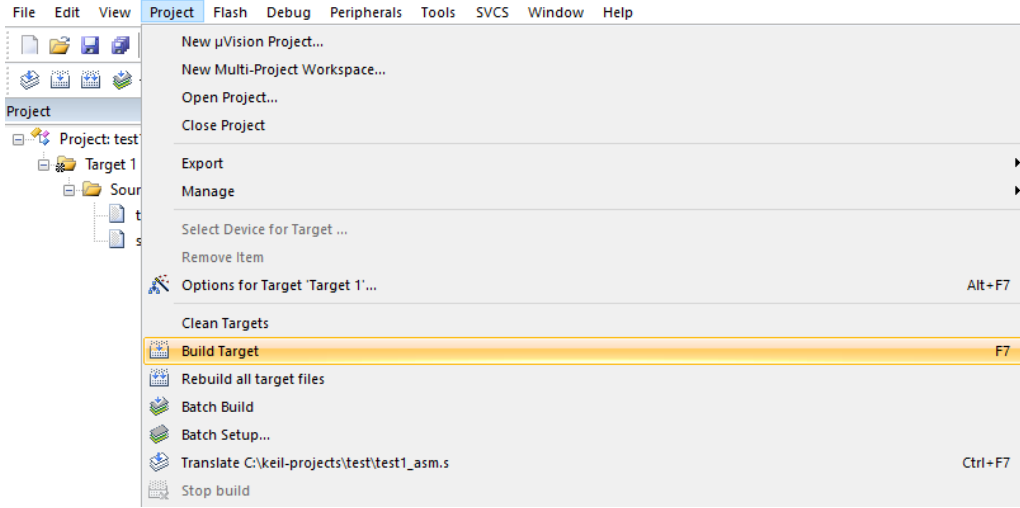 File Edit View Project Flash Debug Peripherals Tools SVCS Window Help
New µVision Project...
New Multi-Project Workspace...
Open Project...
Close Project
Project
Project: test
Target 1
Export
Sour
Manage
t
Select Device for Target ...
s
Remove Item
Options for Target 'Target 1'... Alt+F7
Clean Targets
Build Target F7
Rebuild all target files
Batch Build
Batch Setup...
Translate C:\keil-projects\test\test1_asm.s Ctrl+F7
Stop build